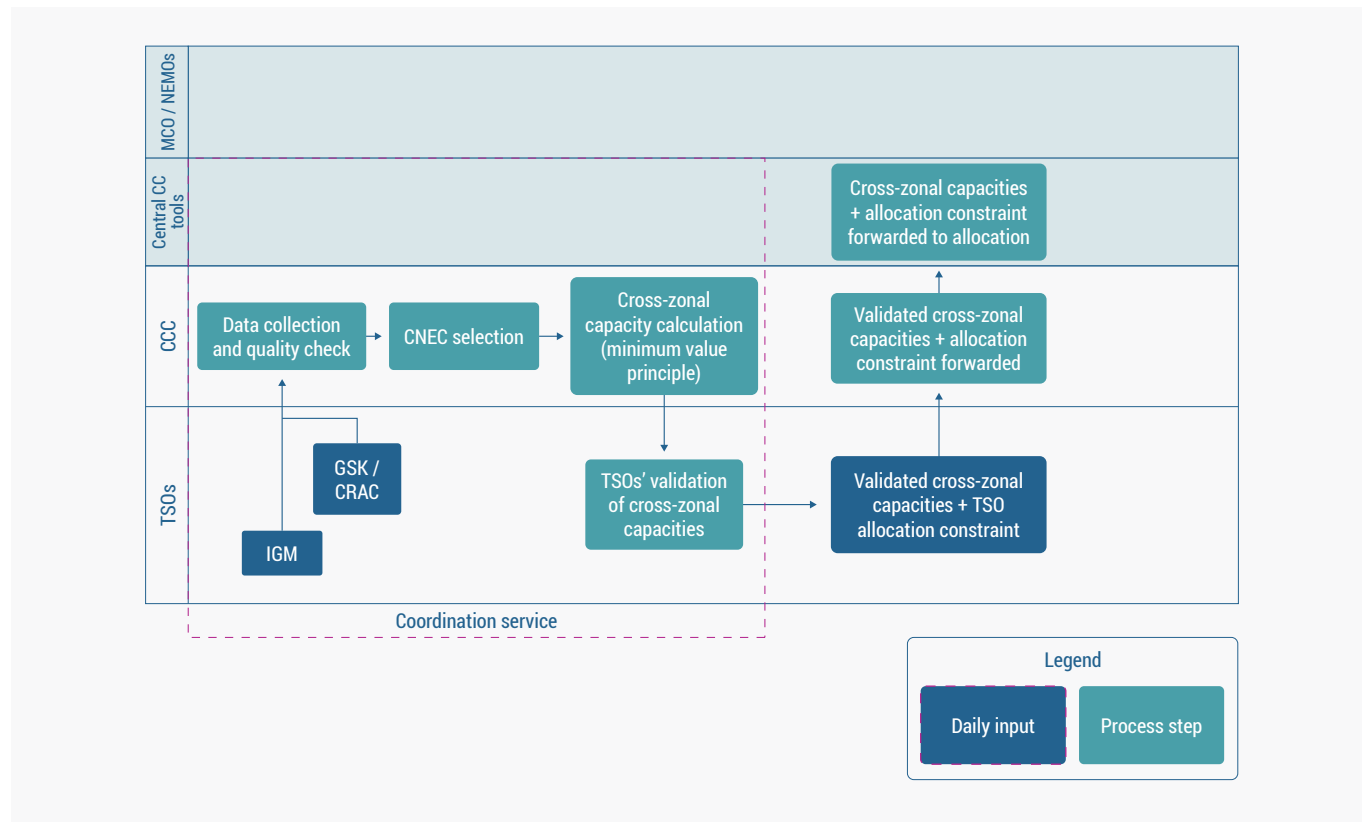 MCO / NEMOs
Central CC
tools
Cross-zonal capacities
+ allocation constraint
forwarded to allocation
CCC
Data collection
and quality check
CNEC selection
Cross-zonal
capacity calculation
(minimum value
principle)
Validated cross-zonal
capacities + allocation
constraint forwarded
TSOs
GSK /
CRAC
IGM
TSOs’ validation
of cross-zonal
capacities
Validated cross-zonal
capacities + TSO
allocation constraint
Coordination service
Legend
Daily input
Process step